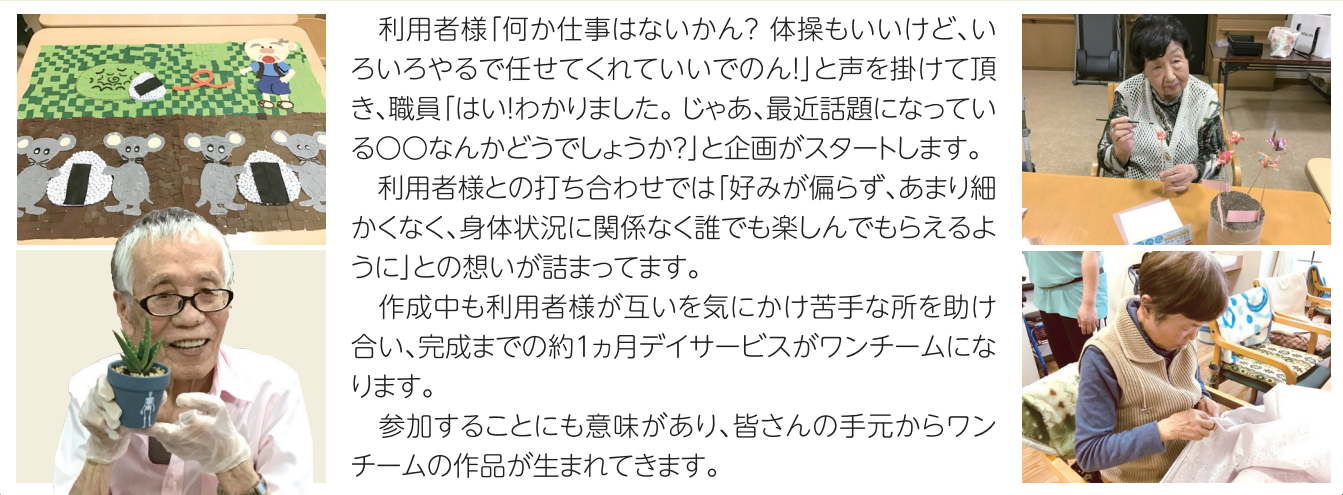 利用者様「何か仕事はないかん? 体操もいいけど、い
ろいろやるで任せてくれていいでのん!」と声を掛けて頂
き、職員「はい!わかりました。じゃあ、最近話題になってい
る〇〇なんかどうでしょうか?」と企画がスタートします。
利用者様との打ち合わせでは「好みが偏らず、あまり細
かくなく、身体状況に関係なく誰でも楽しんでもらえるよ
うに」との想いが詰まってます。
作成中も利用者様が互いを気にかけ苦手な所を助け
合い、完成までの約1ヵ月デイサービスがワンチームにな
ります。
参加することにも意味があり、皆さんの手元からワン
チームの作品が生まれてきます。